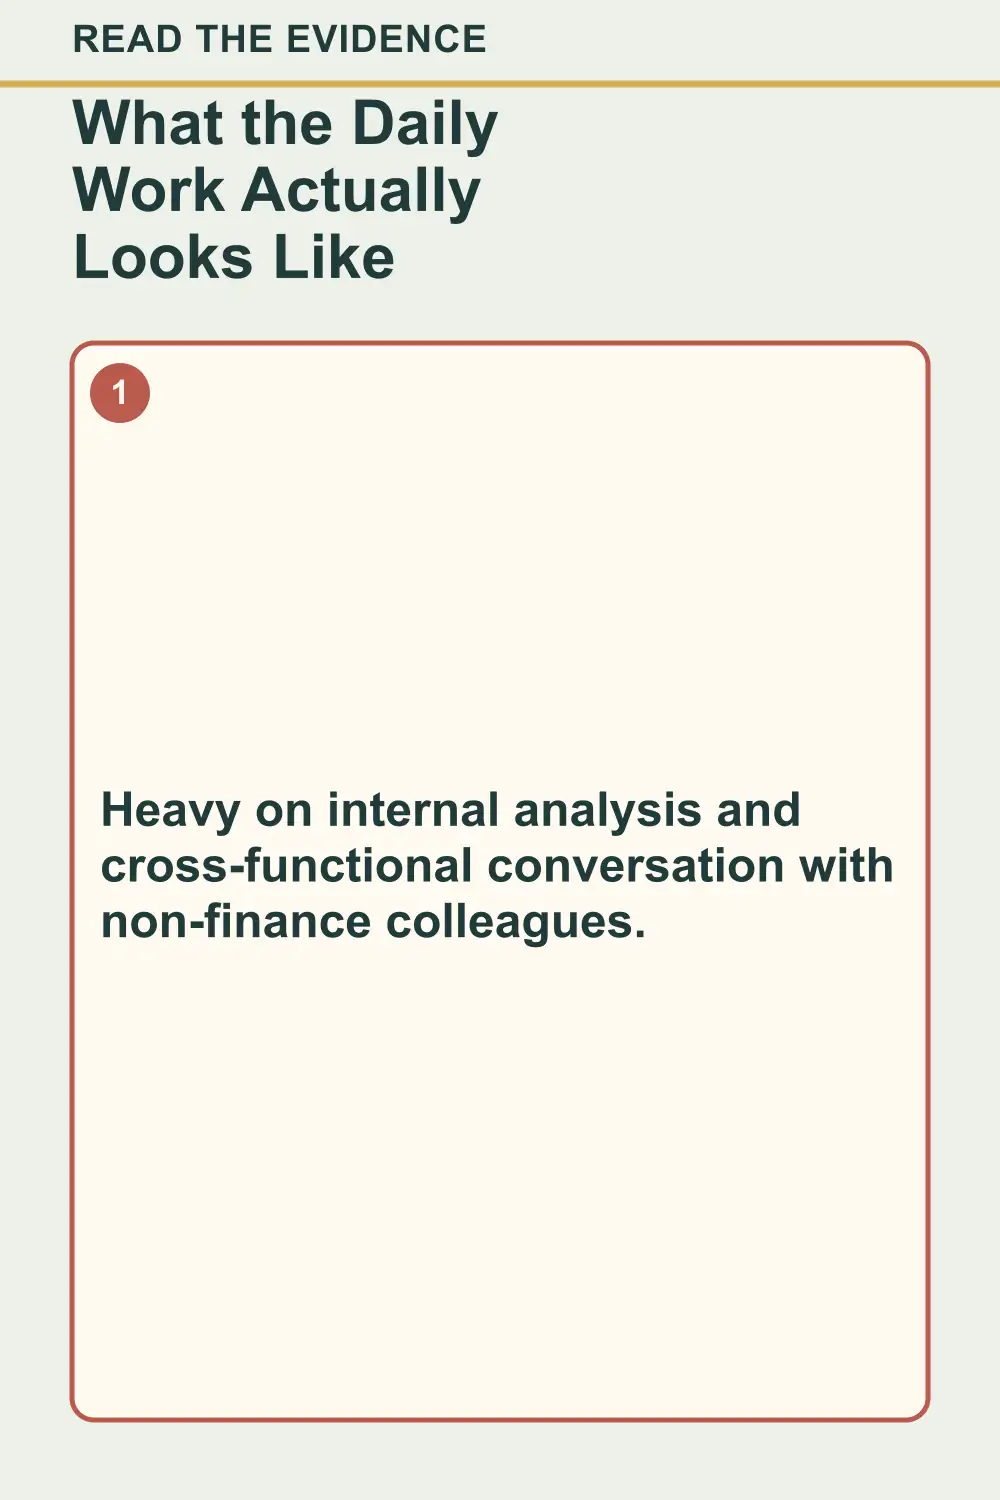 READ THE EVIDENCE
What the Daily
Work Actually
Looks Like
1
Heavy on internal analysis and
cross-functional conversation with
non-finance colleagues.